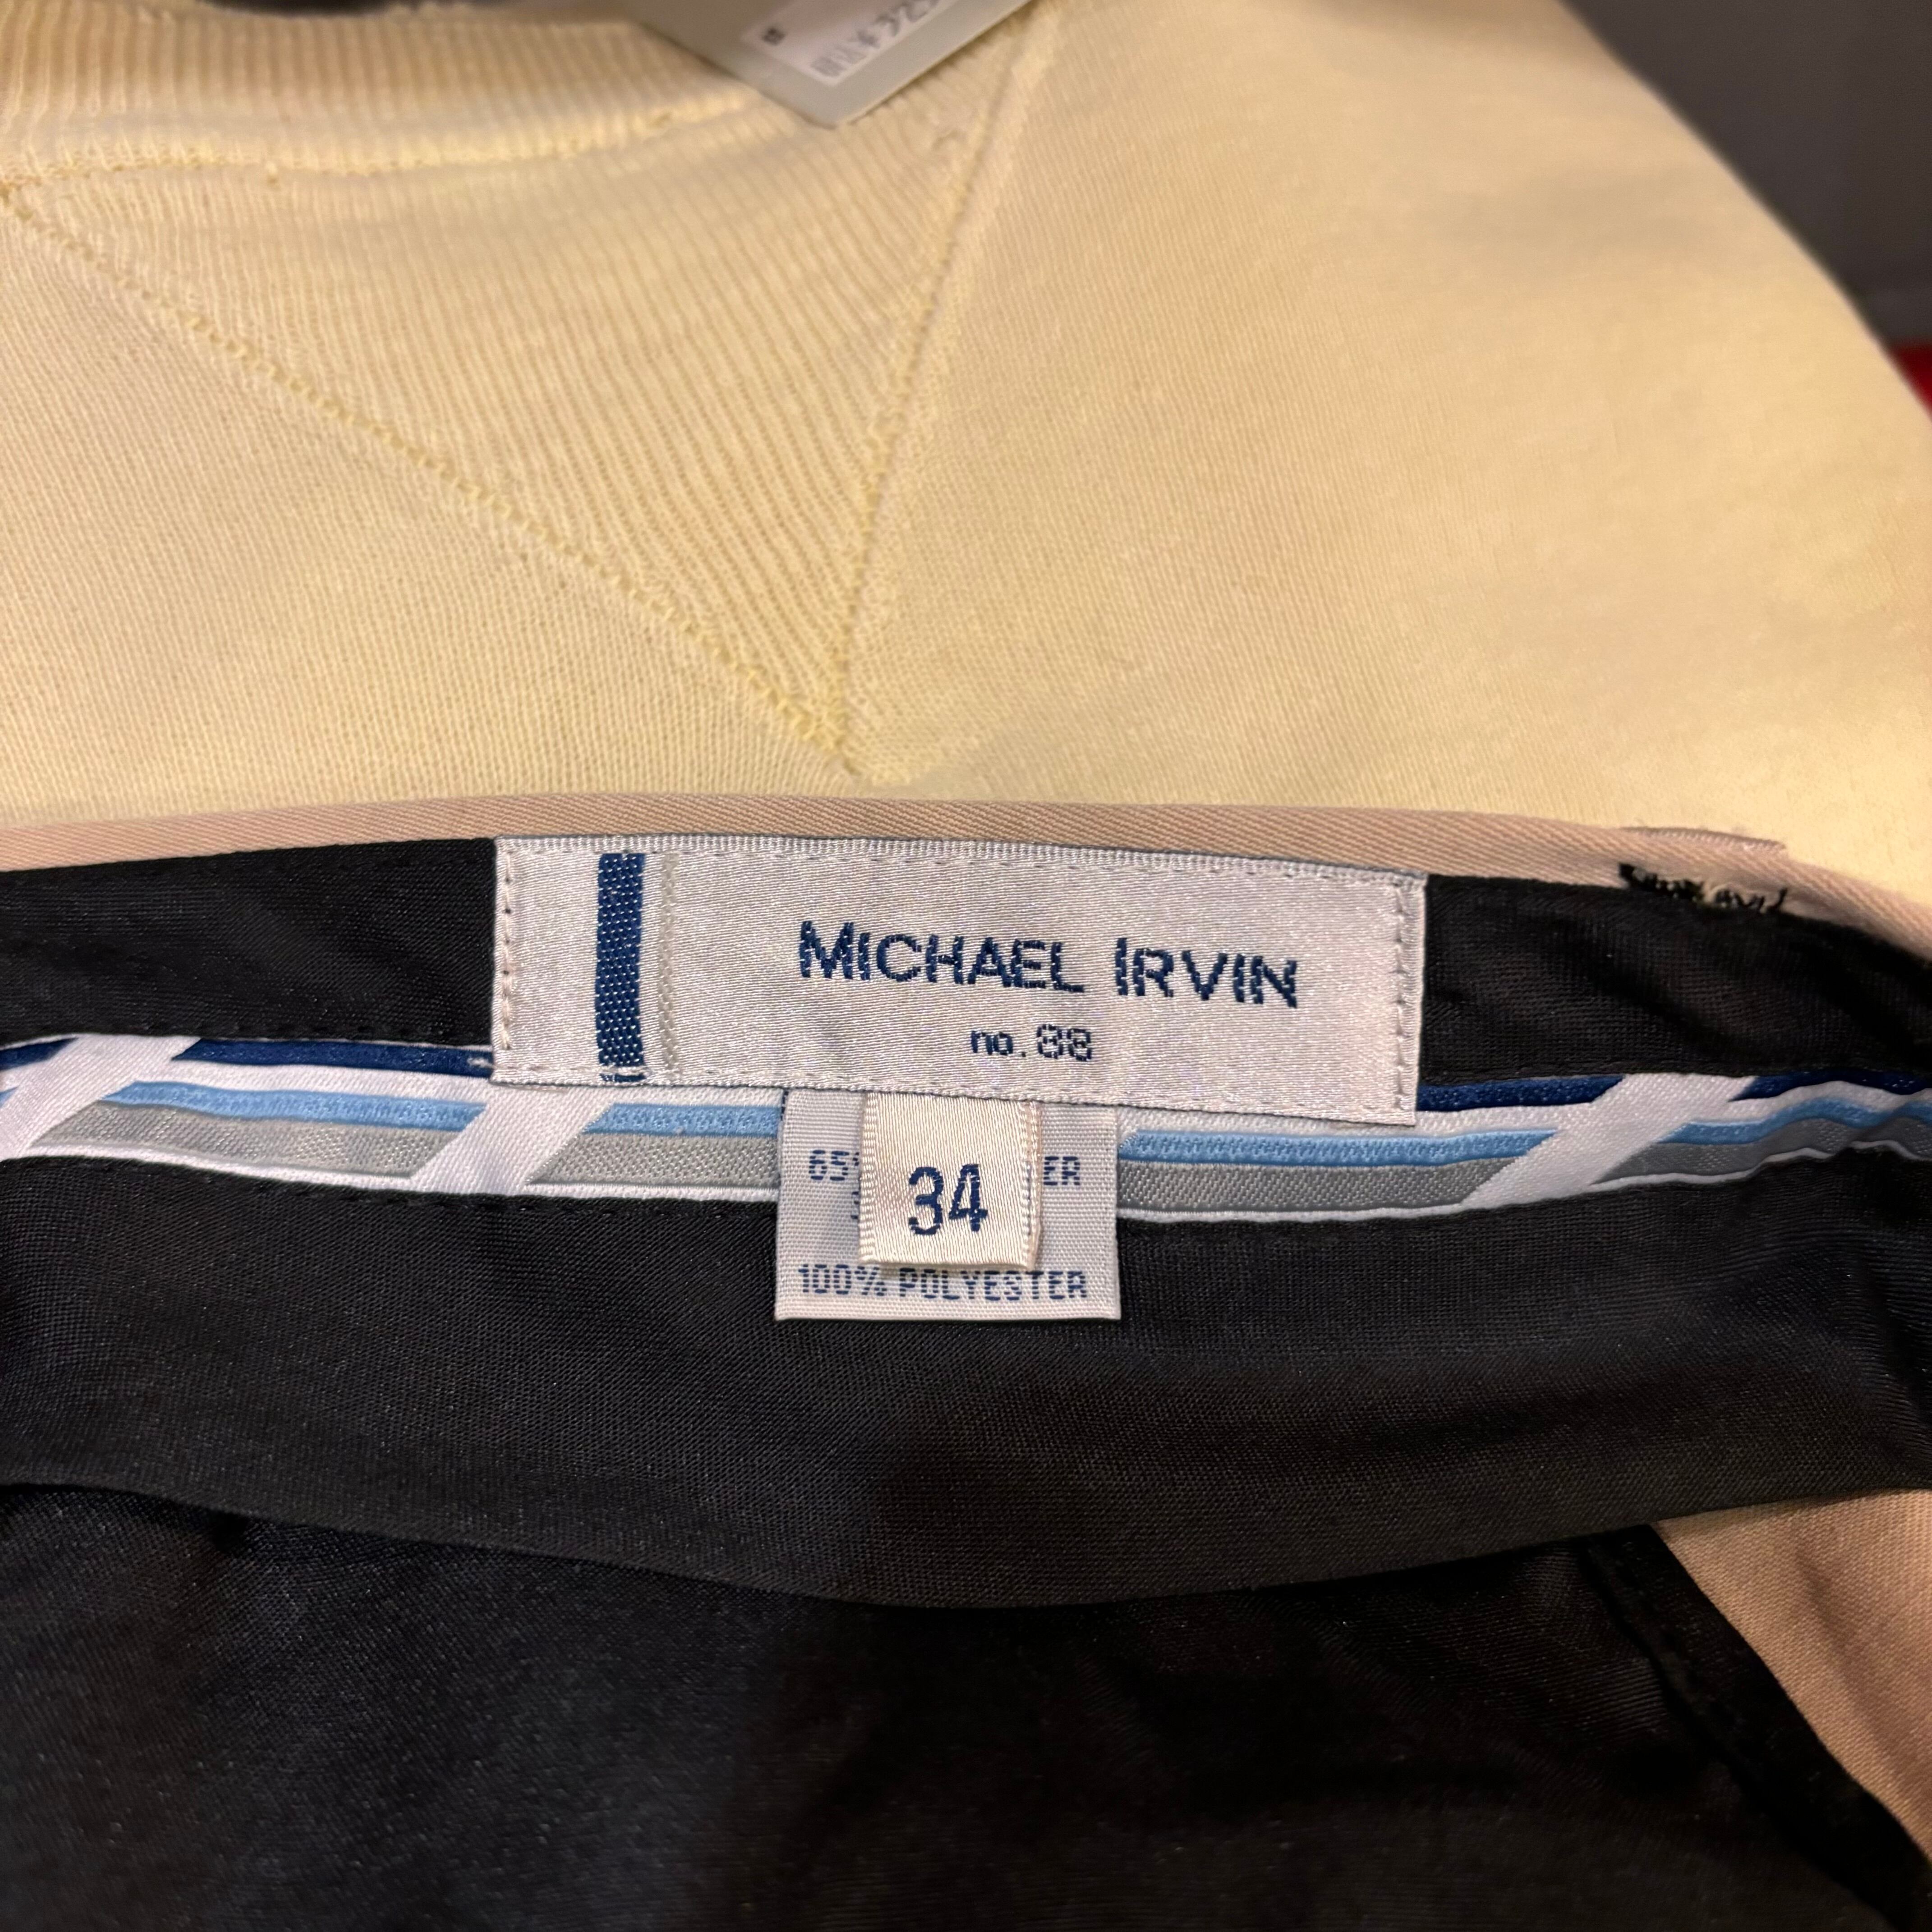 MICHAEL IRVIN
no. 88
34
65
ER
100% POLYESTER